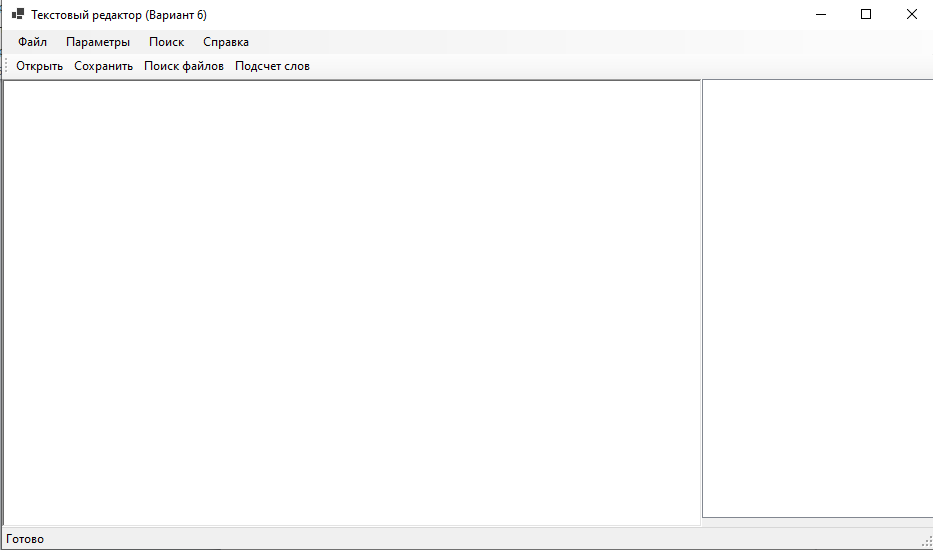 Текстовый редактор (Вариант 6)
Файл Параметры Поиск Справка
Открыть Сохранить Поиск файлов Подсчет слов
Готово